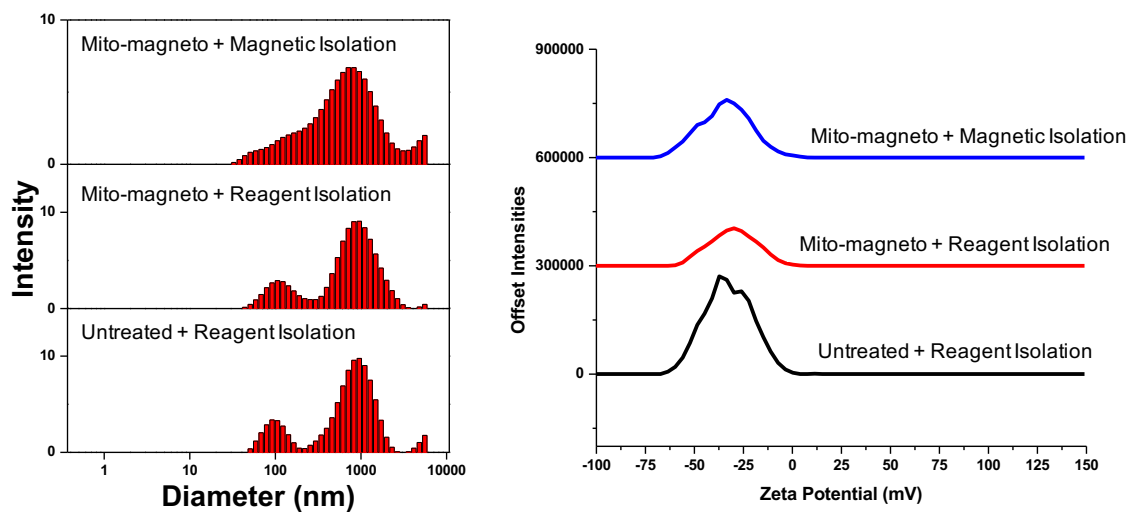 10
Mito-magneto + Magnetic Isolation
0
Mito-magneto + Reagent Isolation
10
0
Untreated + Reagent Isolation
10
0
1 10 100 1000 10000
Intensity
Diameter (nm)
900000
600000
300000
0
Mito-magneto + Magnetic Isolation
Mito-magneto + Reagent Isolation
Untreated + Reagent Isolation
-100 -75 -50 -25 0 25 50 75 100 125 150
Offset Intensities
Zeta Potential (mV)